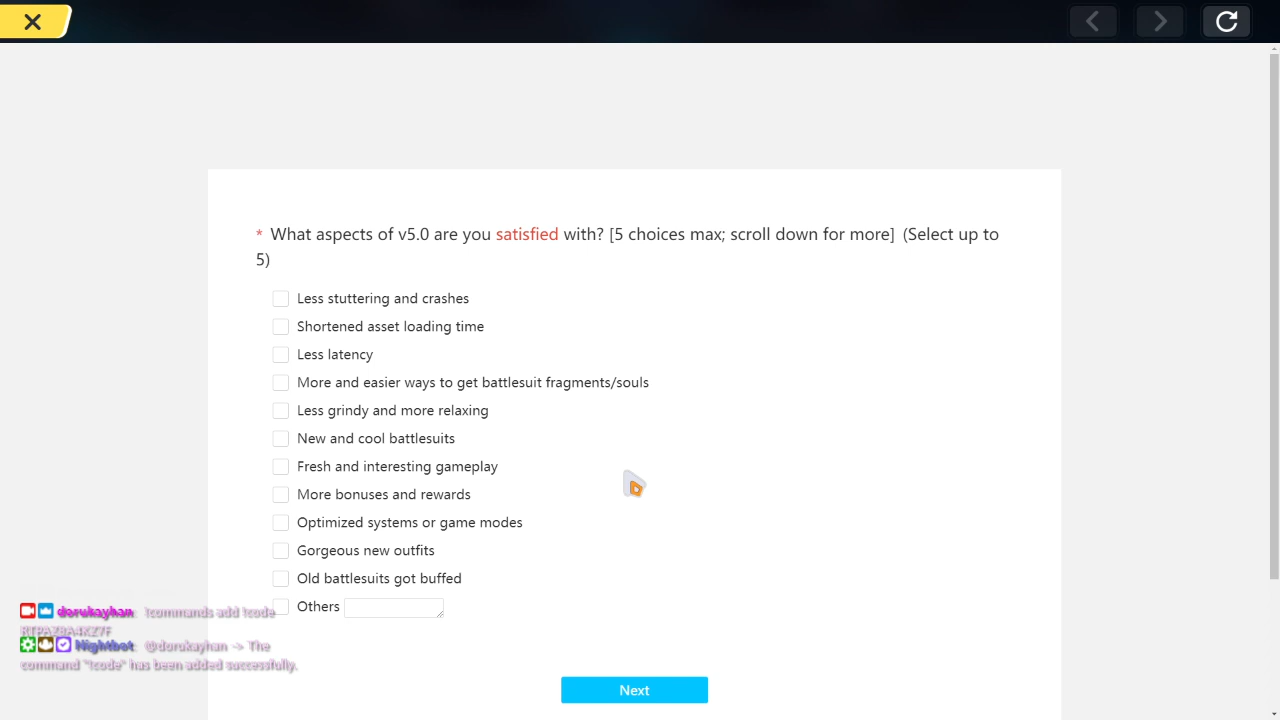 * What aspects of v5.0 are you satisfied with? [5 choices max; scroll down for more] (Select up to
5)
Less stuttering and crashes
Shortened asset loading time
Less latency
More and easier ways to get battlesuit fragments/souls
Less grindy and more relaxing
New and cool battlesuits
Fresh and interesting gameplay
More bonuses and rewards
Optimized systems or game modes
Gorgeous new outfits
Old battlesuits got buffed
Others
dorukayhan: !commands add !code
RTPAZ8A4KZ7F
Nightbot: @dorukayhan -> The
command "!code" has been added successfully.
Next